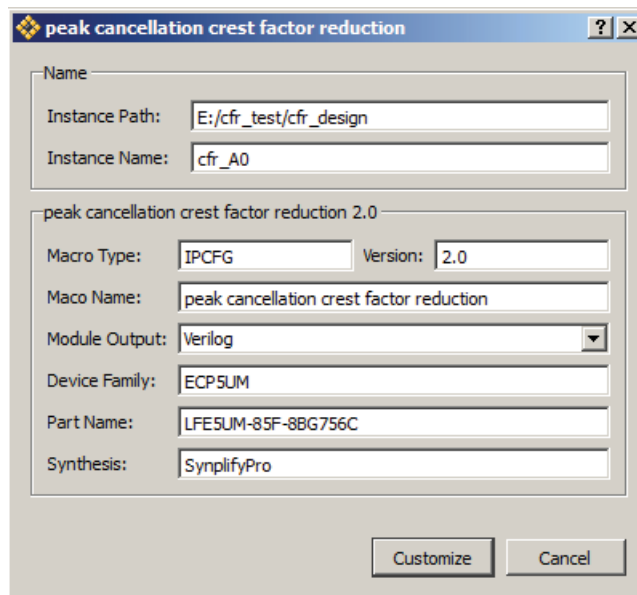 peak cancellation crest factor reduction ? X
Name
Instance Path: E:/cfr_test/cfr_design
Instance Name: cfr_A0
peak cancellation crest factor reduction 2.0
Macro Type: IPCFG Version: 2.0
Maco Name: peak cancellation crest factor reduction
Module Output: Verilog
Device Family: ECP5UM
Part Name: LFE5UM-85F-8BG756C
Synthesis: SynplifyPro
Customize Cancel